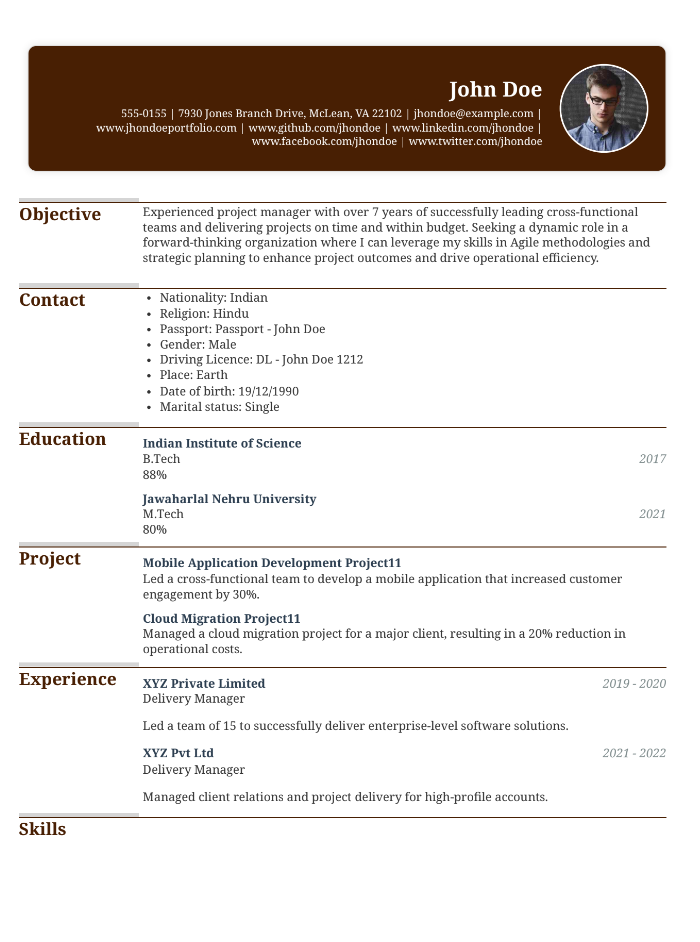 John Doe
555-0155 | 7930 Jones Branch Drive, McLean, VA 22102 | jhondoe@example.com |
www.jhondoeportfolio.com | www.github.com/jhondoe | www.linkedin.com/jhondoe |
www.facebook.com/jhondoe | www.twitter.com/jhondoe
Objective
Experienced project manager with over 7 years of successfully leading cross-functional
teams and delivering projects on time and within budget. Seeking a dynamic role in a
forward-thinking organization where I can leverage my skills in Agile methodologies and
strategic planning to enhance project outcomes and drive operational efficiency.
Contact
• Nationality: Indian
• Religion: Hindu
• Passport: Passport - John Doe
• Gender: Male
• Driving Licence: DL - John Doe 1212
• Place: Earth
• Date of birth: 19/12/1990
• Marital status: Single
Education
Indian Institute of Science
B.Tech 2017
88%
Jawaharlal Nehru University
M.Tech 2021
80%
Project
Mobile Application Development Project11
Led a cross-functional team to develop a mobile application that increased customer
engagement by 30%.
Cloud Migration Project11
Managed a cloud migration project for a major client, resulting in a 20% reduction in
operational costs.
Experience
XYZ Private Limited 2019 - 2020
Delivery Manager
Led a team of 15 to successfully deliver enterprise-level software solutions.
XYZ Pvt Ltd 2021 - 2022
Delivery Manager
Managed client relations and project delivery for high-profile accounts.
Skills